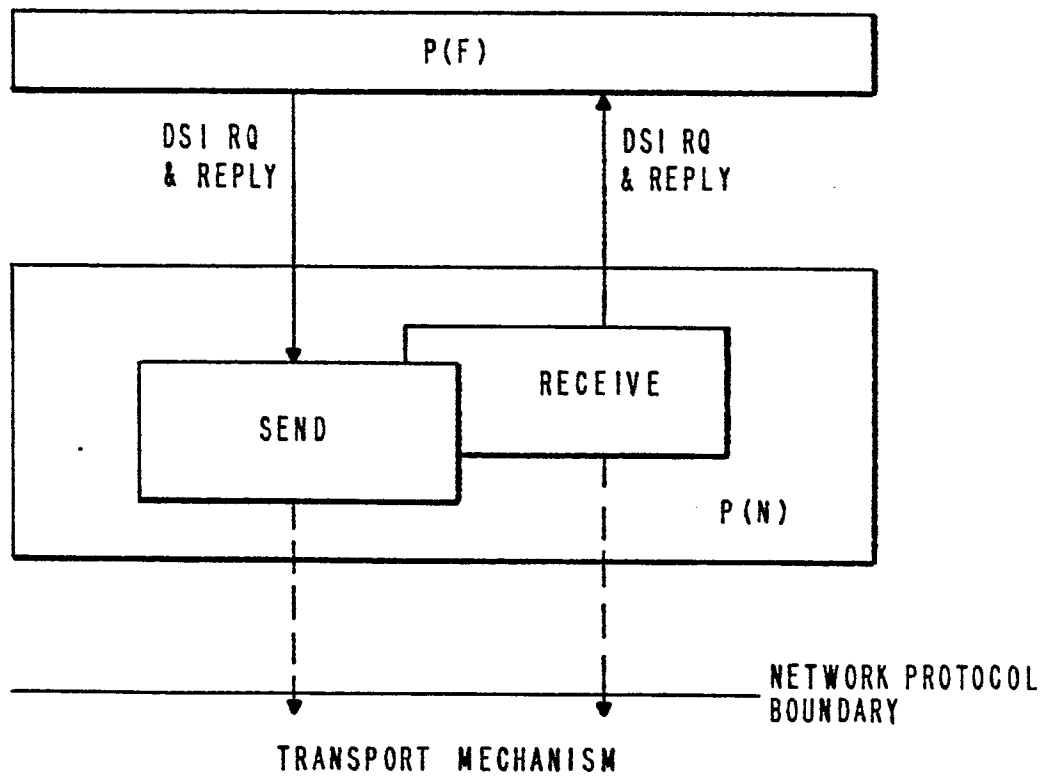 P(F)
DSI RQ
& REPLY
DSI RQ
& REPLY
RECEIVE
SEND
P(N)
NETWORK PROTOCOL
BOUNDARY
TRANSPORT MECHANISM